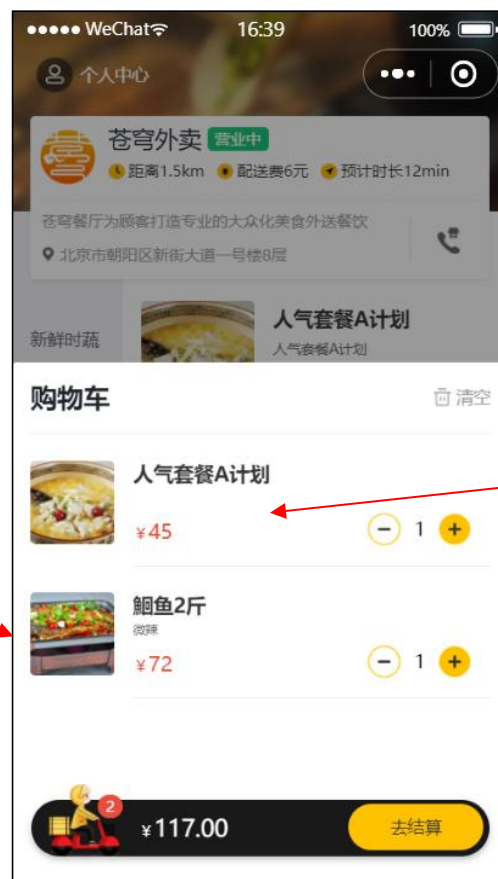 WeChat 16:39 100%
个人中心
苍穹外卖 营业中
距离1.5km 配送费6元 预计时长12min
苍穹餐厅为顾客打造专业的大众化美食外送餐饮
北京市朝阳区新街大道一号楼8层
新鲜时蔬
人气套餐A计划
人气套餐A计划
购物车 清空
人气套餐A计划
¥45 1
鮰鱼2斤
微辣
¥72 1
2
¥117.00 去结算